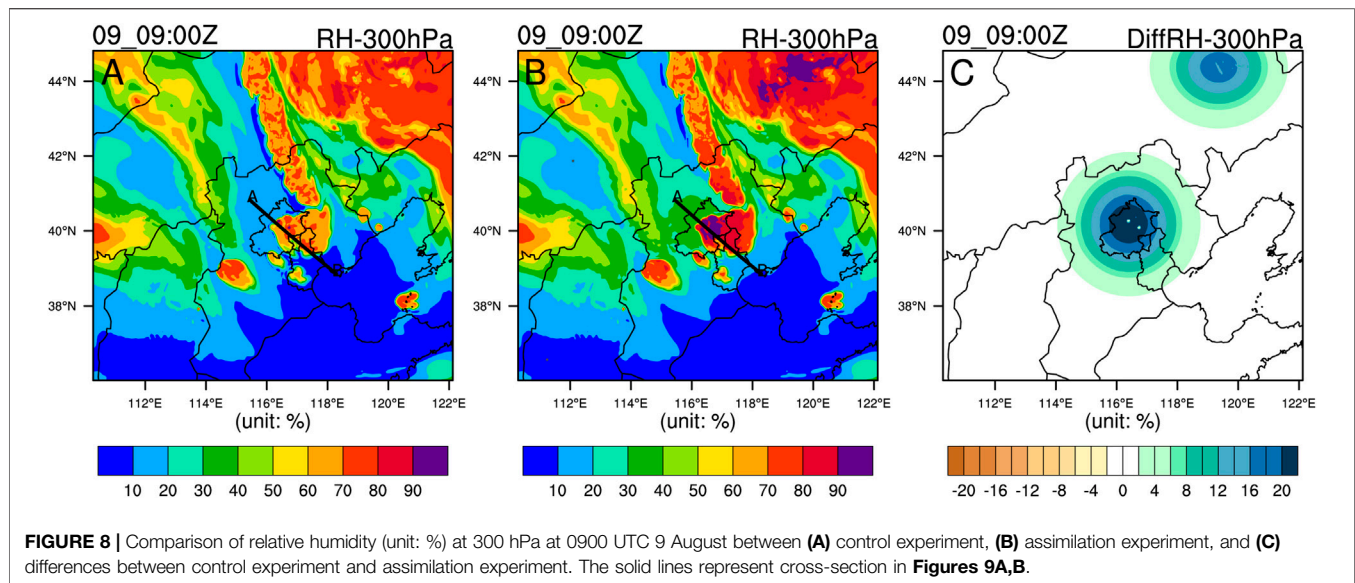 09_09:00Z RH-300hPa
A
44°N
42°N
40°N
38°N
A
B
112°E 114°E 116°E 118°E 120°E 122°E
(unit: %)
10 20 30 40 50 60 70 80 90
09_09:00Z RH-300hPa
B
44°N
42°N
40°N
38°N
A
B
112°E 114°E 116°E 118°E 120°E 122°E
(unit: %)
10 20 30 40 50 60 70 80 90
09_09:00Z DiffRH-300hPa
C
44°N
42°N
40°N
38°N
112°E 114°E 116°E 118°E 120°E 122°E
(unit: %)
-20 -16 -12 -8 -4 0 4 8 12 16 20
FIGURE 8 | Comparison of relative humidity (unit: %) at 300 hPa at 0900 UTC 9 August between (A) control experiment, (B) assimilation experiment, and (C)
differences between control experiment and assimilation experiment. The solid lines represent cross-section in Figures 9A,B.